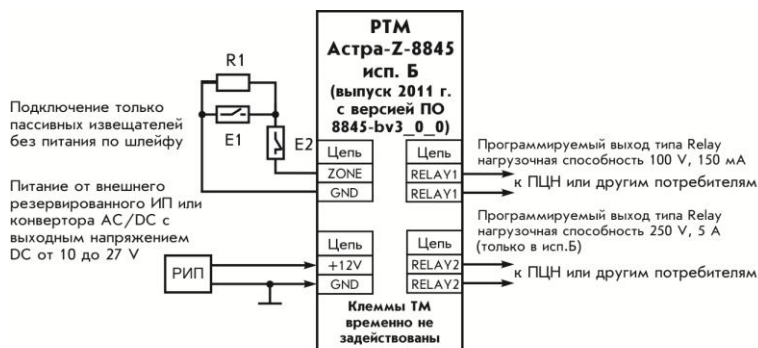 РТМ
Астра-Z-8845
исп. Б
(выпуск 2011 г.
с версией ПО
8845-bv3_0_0)
R1
E1
E2
Подключение только
пассивных извещателей
без питания по шлейфу
Питание от внешнего
резервированного ИП или
конвертора AC/DC с
выходным напряжением
DC от 10 до 27 V
РИП
Цепь
ZONE
GND
Цепь
+12V
GND
Цепь
RELAY1
RELAY1
Цепь
RELAY2
RELAY2
Клеммы ТМ
временно не
задействованы
Программируемый выход типа Relay
нагрузочная способность 100 V, 150 мА
к ПЦН или другим потребителям
Программируемый выход типа Relay
нагрузочная способность 250 V, 5 А
(только в исп.Б)
к ПЦН или другим потребителям